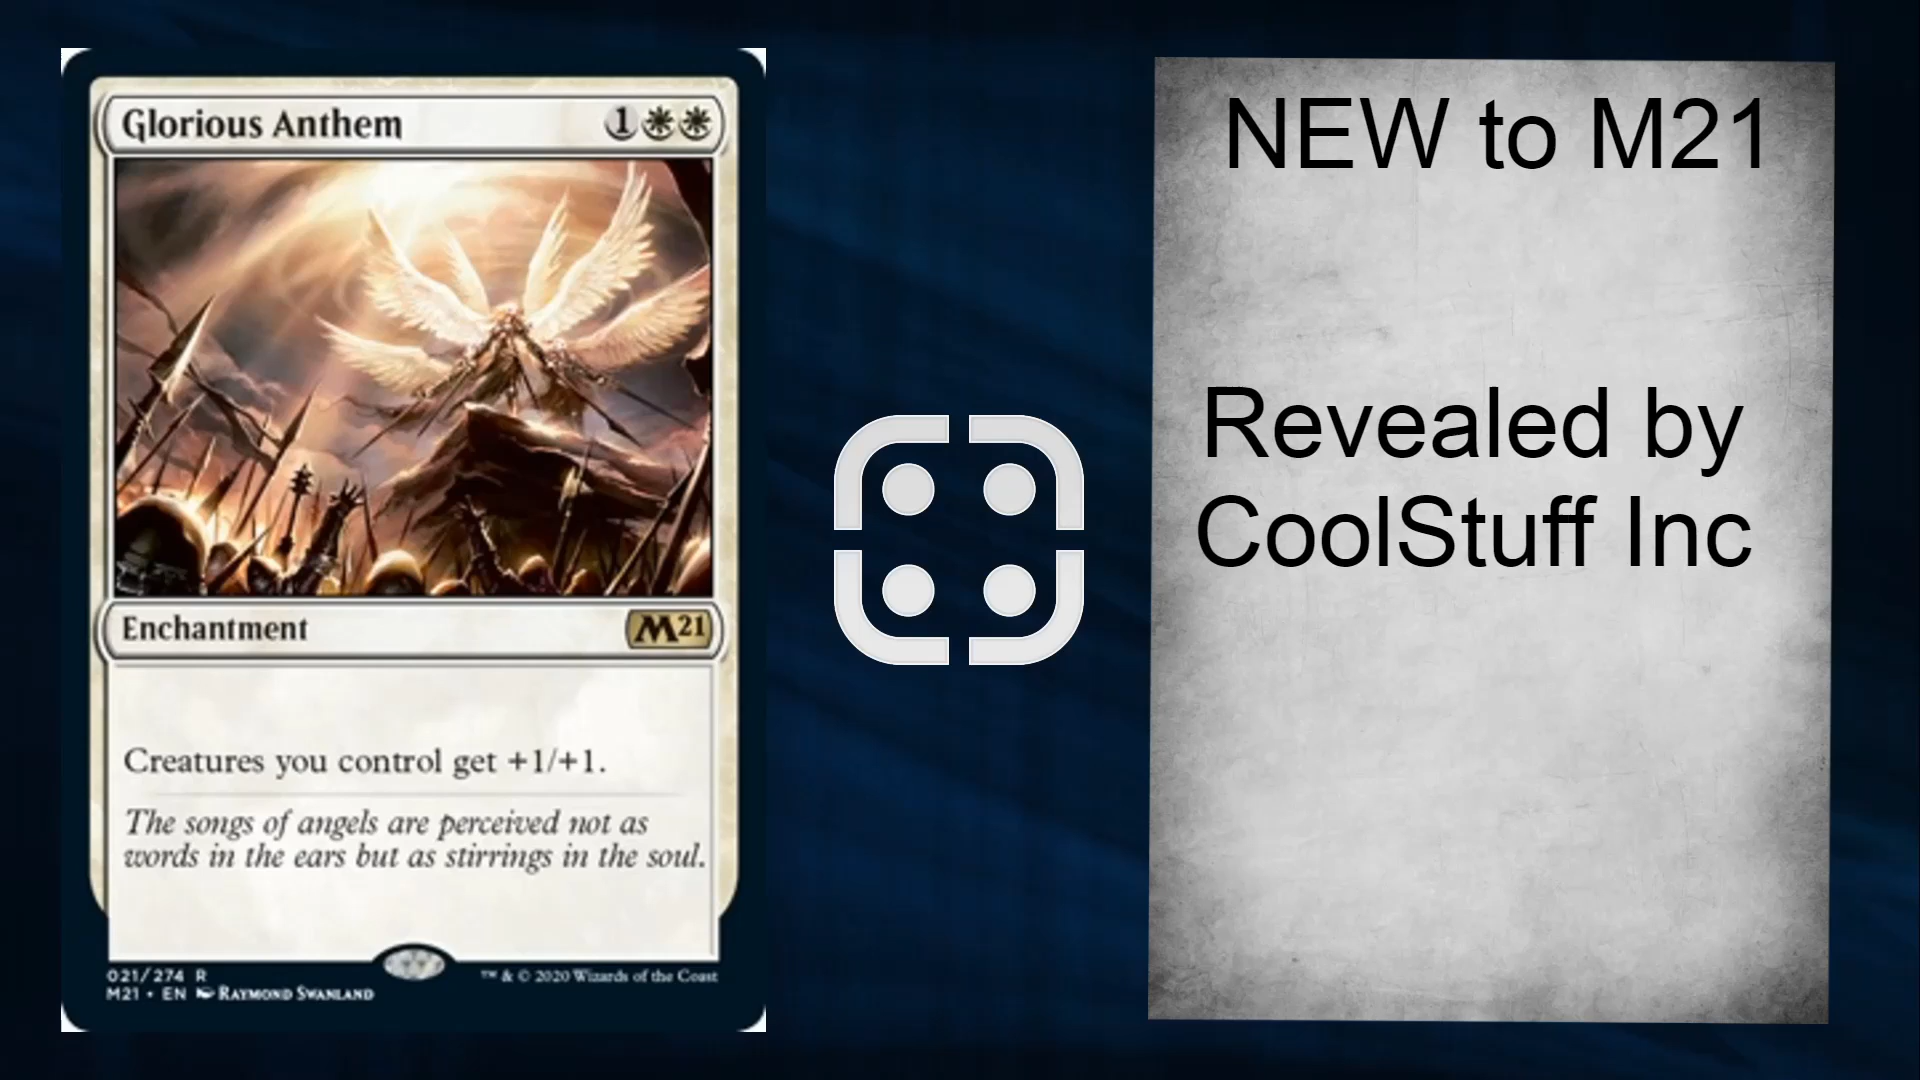 Glorious Anthem 1
Enchantment M21
Creatures you control get +1/+1.
The songs of angels are perceived not as
words in the ears but as stirrings in the soul.
021/274 R
M21 • EN Raymond Swanland
™ & © 2020 Wizards of the Coast
NEW to M21
Revealed by
CoolStuff Inc